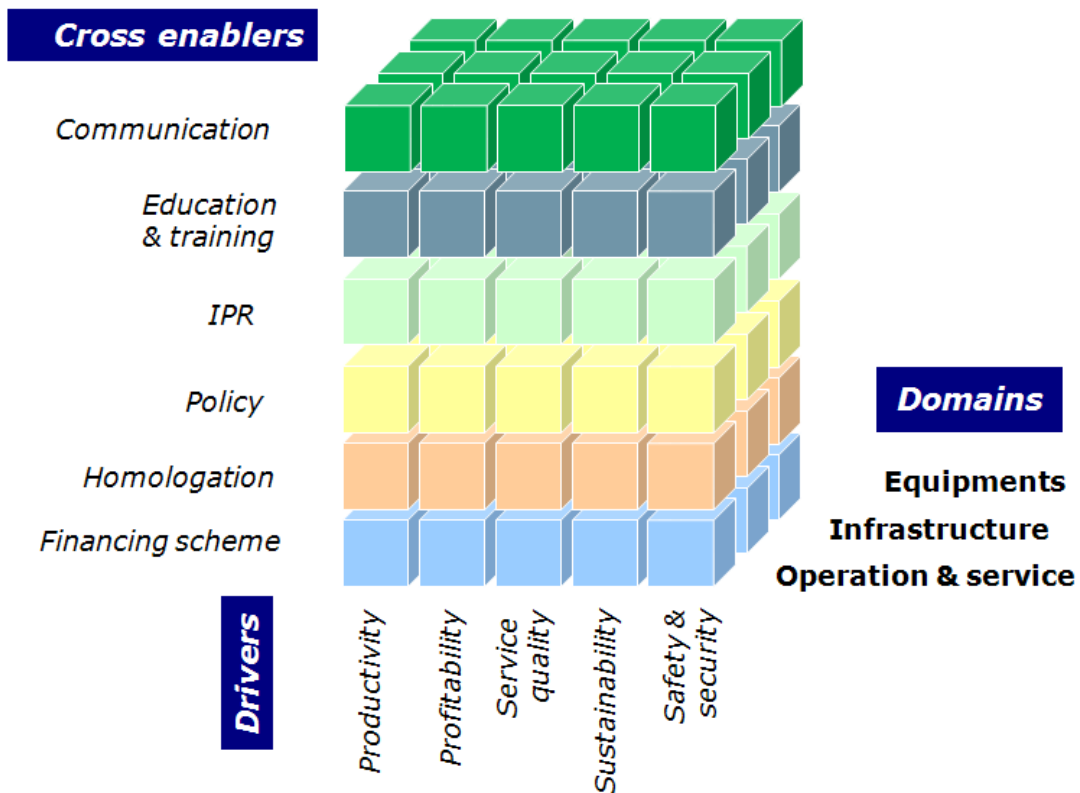 Cross enablers
Communication
Education
& training
IPR
Policy
Homologation
Financing scheme
Domains
Equipments
Infrastructure
Operation & service
Drivers
Productivity
Profitability
Service
quality
Sustainability
Safety &
security